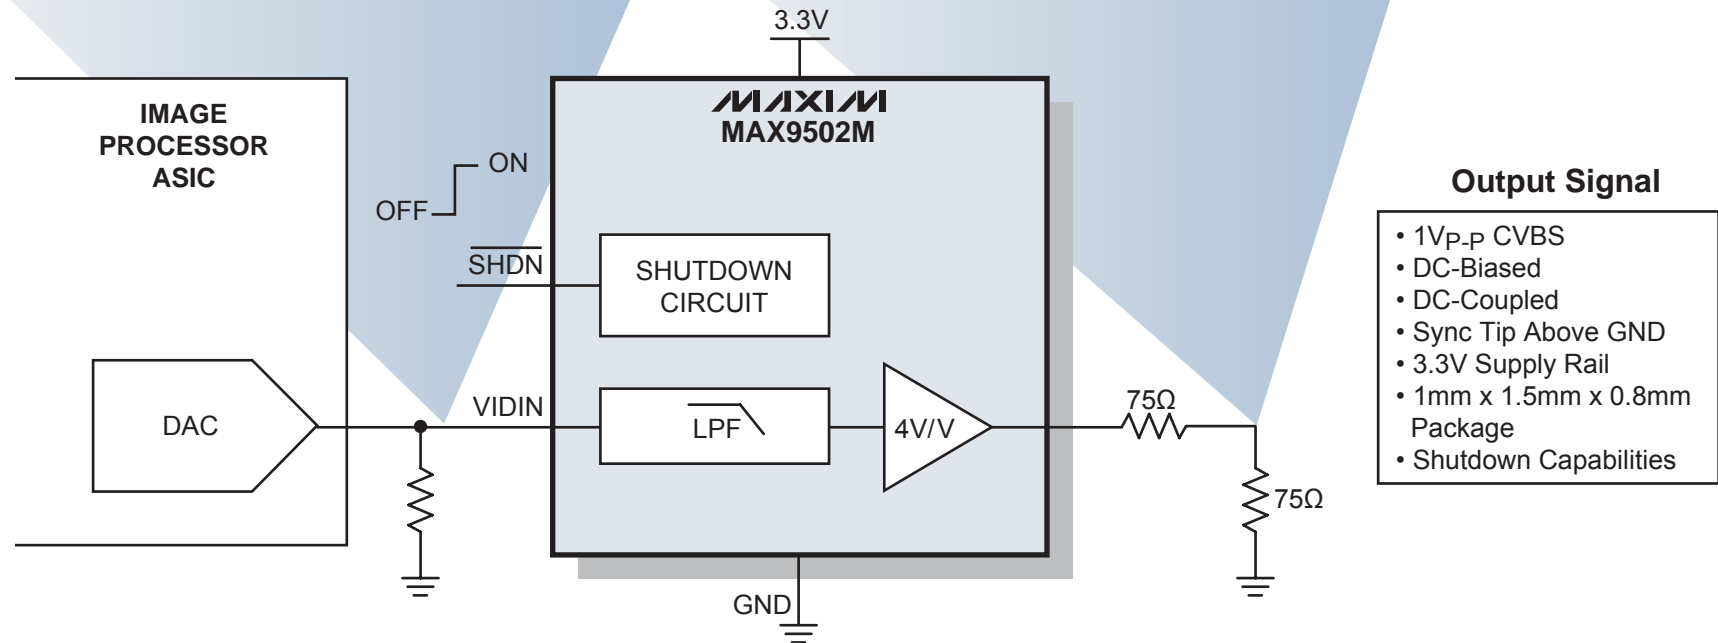 3.3V
IMAGE
PROCESSOR
ASIC
MAXIM
MAX9502M
ON
OFF
SHDN
SHUTDOWN
CIRCUIT
DAC
VIDIN
LPF
4V/V
75Ω
75Ω
GND
Output Signal
• 1VP-P CVBS
• DC-Biased
• DC-Coupled
• Sync Tip Above GND
• 3.3V Supply Rail
• 1mm x 1.5mm x 0.8mm
Package
• Shutdown Capabilities